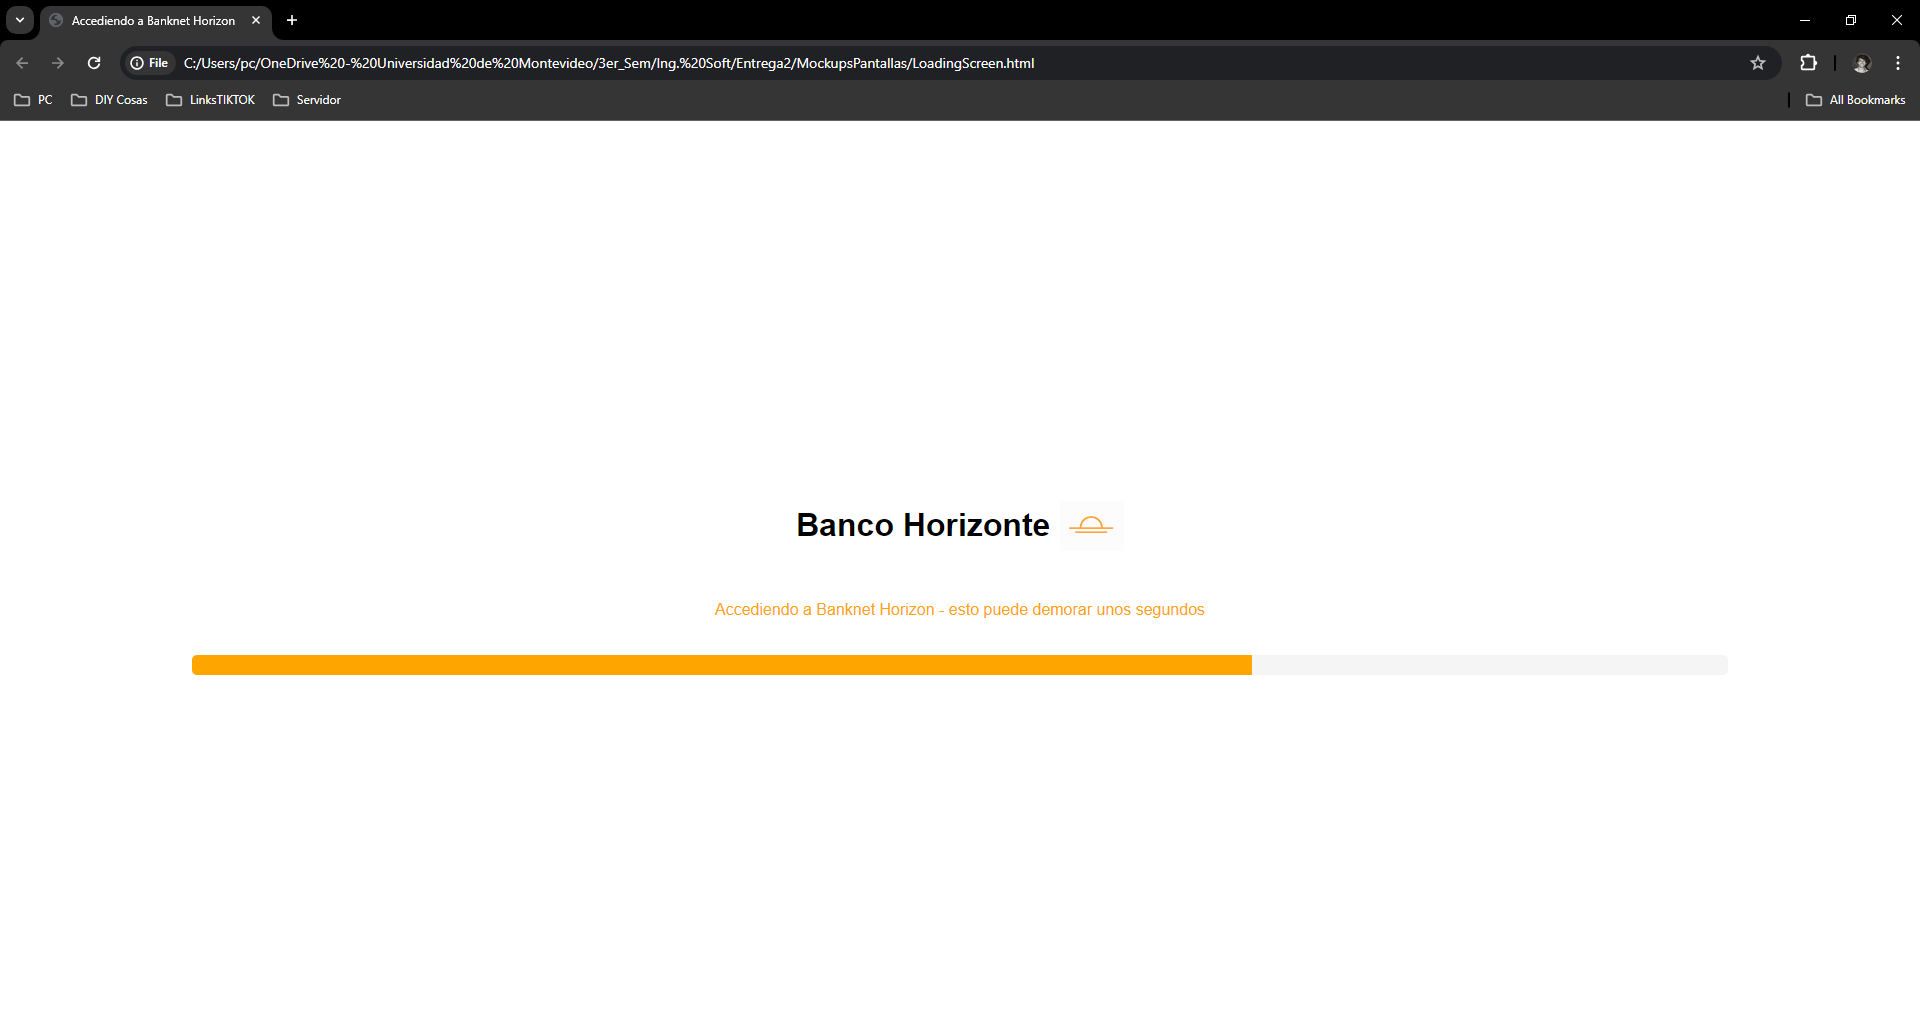 Accediendo a Banknet Horizon
File
C:/Users/pc/OneDrive%20-%20Universidad%20de%20Montevideo/3er_Sem/Ing.%20Soft/Entrega2/MockupsPantallas/LoadingScreen.html
PC
DIY Cosas
LinksTIKTOK
Servidor
All Bookmarks
Banco Horizonte
Accediendo a Banknet Horizon - esto puede demorar unos segundos